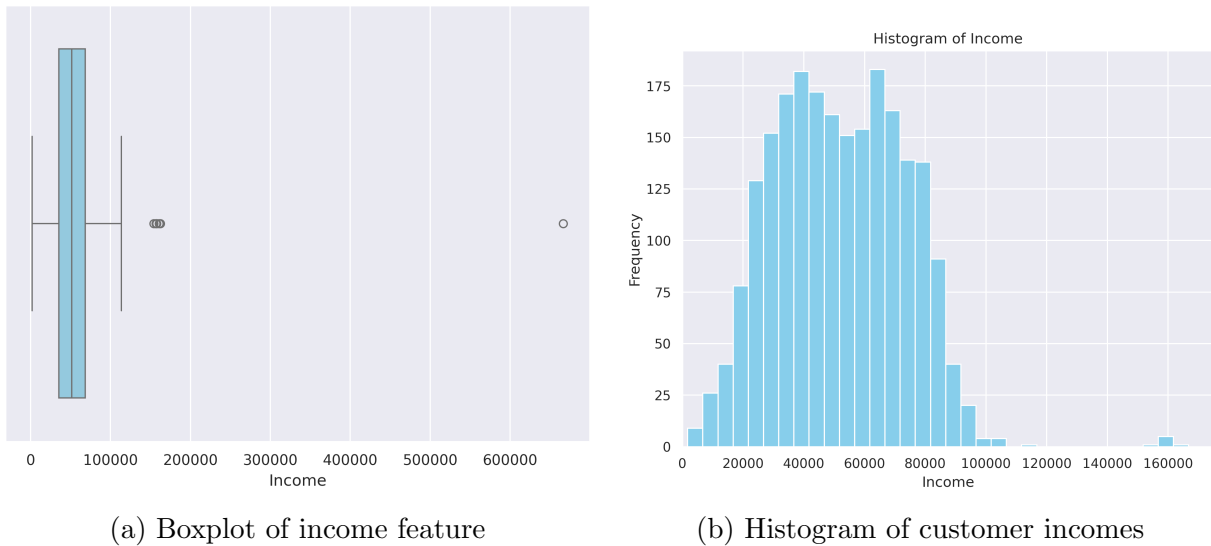 0 100000 200000 300000 400000 500000 600000
Income
(a) Boxplot of income feature
Histogram of Income
Frequency
175
150
125
100
75
50
25
0
0 20000 40000 60000 80000 100000 120000 140000 160000
Income
(b) Histogram of customer incomes